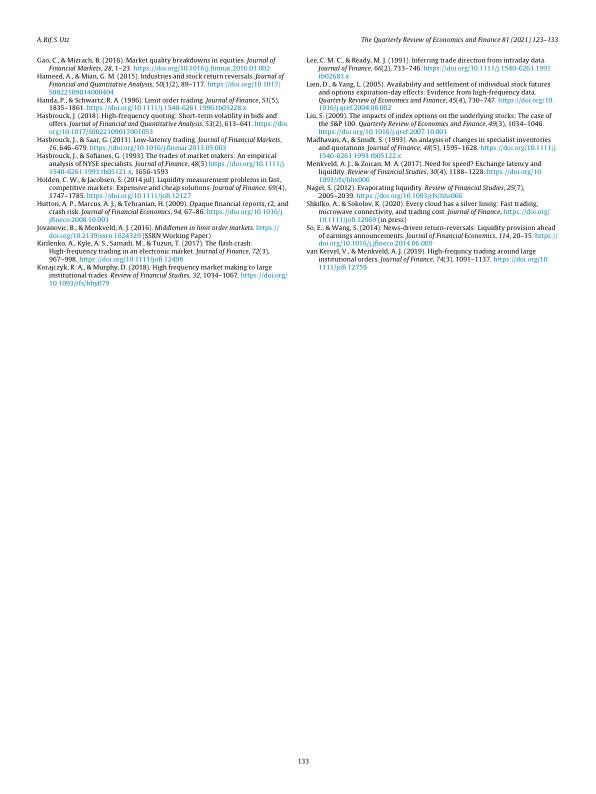 A. Rif, S. Utz
The Quarterly Review of Economics and Finance 81 (2021) 123–133
Gao, C., & Mizrach, B. (2016). Market quality breakdowns in equities. Journal of
Financial Markets, 28, 1–23. https://doi.org/10.1016/j.finmar.2016.03.002
Hameed, A., & Mian, G. M. (2015). Industries and stock return reversals. Journal of
Financial and Quantitative Analysis, 50(1/2), 89–117. https://doi.org/10.1017/
S0022109014000404
Handa, P., & Schwartz, R. A. (1996). Limit order trading. Journal of Finance, 51(5),
1835–1861. https://doi.org/10.1111/j.1540-6261.1996.tb05228.x
Hasbrouck, J. (2018). High-frequency quoting: Short-term volatility in bids and
offers. Journal of Financial and Quantitative Analysis, 53(2), 613–641. https://doi.
org/10.1017/S0022109017001053
Hasbrouck, J., & Saar, G. (2013). Low-latency trading. Journal of Financial Markets,
16, 646–679. https://doi.org/10.1016/j.finmar.2013.05.003
Hasbrouck, J., & Sofianos, G. (1993). The trades of market makers: An empirical
analysis of NYSE specialists. Journal of Finance, 48(5) https://doi.org/10.1111/j.
1540-6261.1993.tb05121.x, 1656-1593
Holden, C. W., & Jacobsen, S. (2014 jul). Liquidity measurement problems in fast,
competitive markets: Expensive and cheap solutions. Journal of Finance, 69(4),
1747–1785. https://doi.org/10.1111/jofi.12127
Hutton, A. P., Marcus, A. J., & Tehranian, H. (2009). Opaque financial reports, r2, and
crash risk. Journal of Financial Economics, 94, 67–86. https://doi.org/10.1016/j.
jfineco.2008.10.003
Jovanovic, B., & Menkveld, A. J. (2016). Middlemen in limit order markets. https://
doi.org/10.2139/ssrn.1624329 (SSRN Working Paper)
Kirilenko, A., Kyle, A. S., Samadi, M., & Tuzun, T. (2017). The flash crash:
High-frequency trading in an electronic market. Journal of Finance, 72(3),
967–998. https://doi.org/10.1111/jofi.12498
Korajczyk, R. A., & Murphy, D. (2018). High frequency market making to large
institutional trades. Review of Financial Studies, 32, 1034–1067. https://doi.org/
10.1093/rfs/hhy079
Lee, C. M. C., & Ready, M. J. (1991). Inferring trade direction from intraday data.
Journal of Finance, 66(2), 733–746. https://doi.org/10.1111/j.1540-6261.1991.
tb02683.x
Lien, D., & Yang, L. (2005). Availability and settlement of individual stock futures
and options expiration-day effects: Evidence from high-frequency data.
Quarterly Review of Economics and Finance, 45(4), 730–747. https://doi.org/10.
1016/j.qref.2004.06.002
Liu, S. (2009). The impacts of index options on the underlying stocks: The case of
the S&P 100. Quarterly Review of Economics and Finance, 49(3), 1034–1046.
https://doi.org/10.1016/j.qref.2007.10.001
Madhavan, A., & Smidt, S. (1993). An anlaysis of changes in specialist inventories
and quotations. Journal of Finance, 48(5), 1595–1628. https://doi.org/10.1111/j.
1540-6261.1993.tb05122.x
Menkveld, A. J., & Zoican, M. A. (2017). Need for speed? Exchange latency and
liquidity. Review of Financial Studies, 30(4), 1188–1228. https://doi.org/10.
1093/rfs/hhx006
Nagel, S. (2012). Evaporating liquidity. Review of Financial Studies, 25(7),
2005–2039. https://doi.org/10.1093/rfs/hhs066
Shkilko, A., & Sokolov, K. (2020). Every cloud has a silver lining: Fast trading,
microwave connectivity, and trading cost. Journal of Finance, https://doi.org/
10.1111/jofi.12969 (in press)
So, E., & Wang, S. (2014). News-driven return-reversals: Liquidity provision ahead
of earnings announcements. Journal of Financial Economics, 114, 20–35. https://
doi.org/10.1016/j.jfineco.2014.06.009
van Kervel, V., & Menkveld, A. J. (2019). High-frequncy trading around large
institutional orders. Journal of Finance, 74(3), 1091–1137. https://doi.org/10.
1111/jofi.12759
133